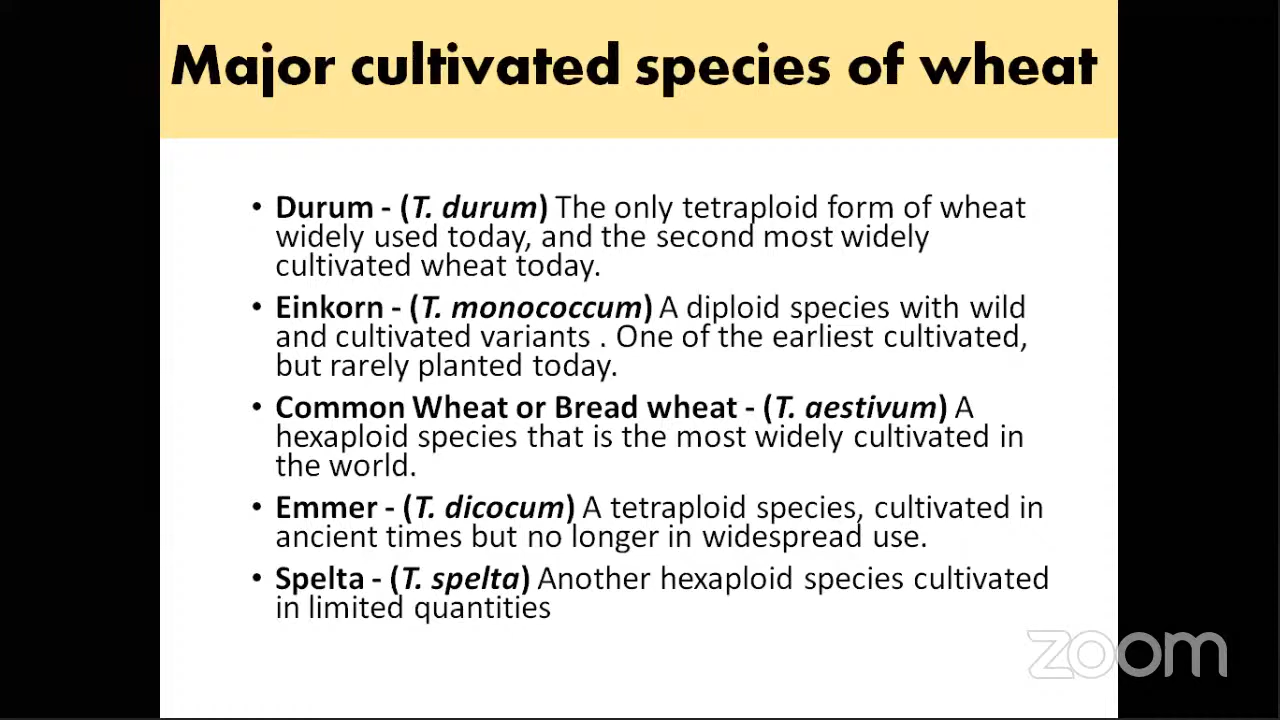 Major cultivated species of wheat
• Durum - (T. durum) The only tetraploid form of wheat
widely used today, and the second most widely
cultivated wheat today.
• Einkorn - (T. monococcum) A diploid species with wild
and cultivated variants . One of the earliest cultivated,
but rarely planted today.
• Common Wheat or Bread wheat - (T. aestivum) A
hexaploid species that is the most widely cultivated in
the world.
• Emmer - (T. dicocum) A tetraploid species, cultivated in
ancient times but no longer in widespread use.
• Spelta - (T. spelta) Another hexaploid species cultivated
in limited quantities
zoom